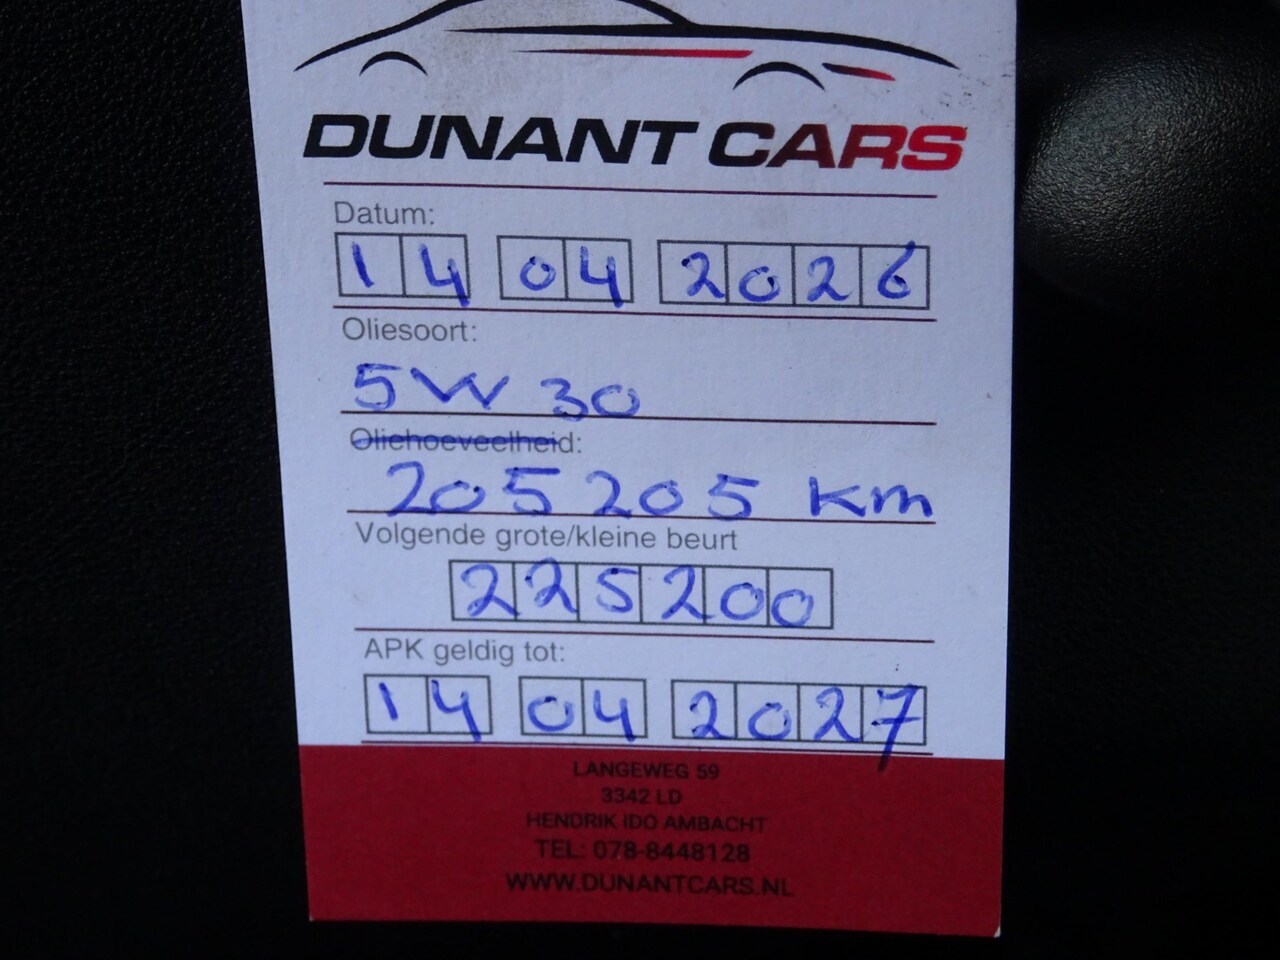 DUNANT CARS
Datum:
14 04 2026
Oliesoort:
5W 30
Oliehoeveelheid:
205205 km
Volgende grote/kleine beurt
225200
APK geldig tot:
14 04 2027
LANGEWEG 59
3342 LD
HENDRIK IDO AMBACHT
TEL: 078-8448128
WWW.DUNANTCARS.NL